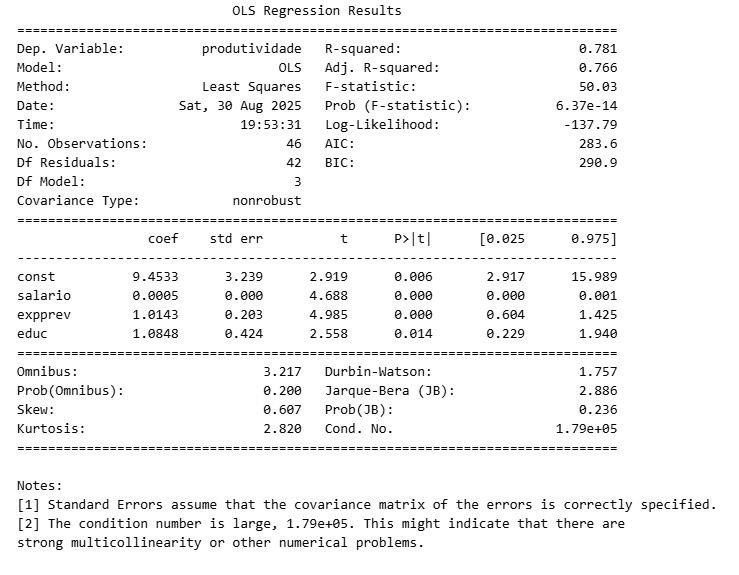 OLS Regression Results
==============================================================================
Dep. Variable: produtividade R-squared: 0.781
Model: OLS Adj. R-squared: 0.766
Method: Least Squares F-statistic: 50.03
Date: Sat, 30 Aug 2025 Prob (F-statistic): 6.37e-14
Time: 19:53:31 Log-Likelihood: -137.79
No. Observations: 46 AIC: 283.6
Df Residuals: 42 BIC: 290.9
Df Model: 3
Covariance Type: nonrobust
==============================================================================
coef std err t P>|t| [0.025 0.975]
------------------------------------------------------------------------------
const 9.4533 3.239 2.919 0.006 2.917 15.989
salario 0.0005 0.000 4.688 0.000 0.000 0.001
expprev 1.0143 0.203 4.985 0.000 0.604 1.425
educ 1.0848 0.424 2.558 0.014 0.229 1.940
==============================================================================
Omnibus: 3.217 Durbin-Watson: 1.757
Prob(Omnibus): 0.200 Jarque-Bera (JB): 2.886
Skew: 0.607 Prob(JB): 0.236
Kurtosis: 2.820 Cond. No. 1.79e+05
==============================================================================
Notes:
[1] Standard Errors assume that the covariance matrix of the errors is correctly specified.
[2] The condition number is large, 1.79e+05. This might indicate that there are
strong multicollinearity or other numerical problems.